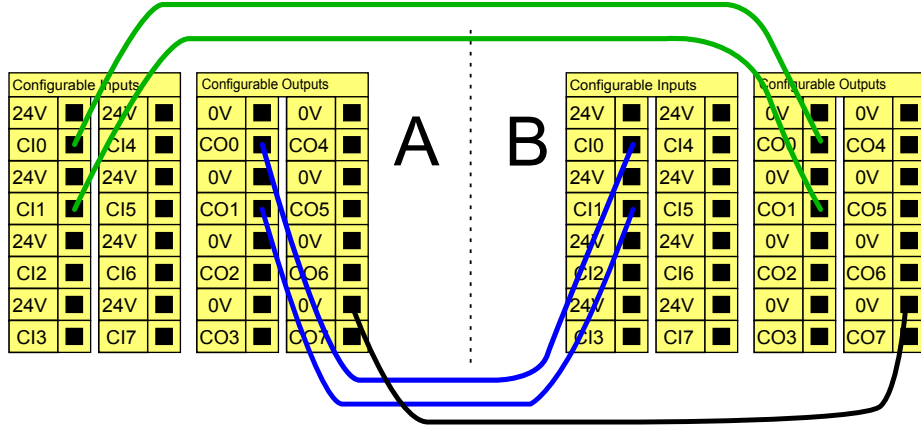 Configurable Inputs
24V 24V
CI0 CI4
24V 24V
CI1 CI5
24V 24V
CI2 CI6
24V 24V
CI3 CI7
Configurable Outputs
0V 0V
CO0 CO4
0V 0V
CO1 CO5
0V 0V
CO2 CO6
0V 0V
CO3 CO7
A
B
Configurable Inputs
24V 24V
CI0 CI4
24V 24V
CI1 CI5
24V 24V
CI2 CI6
24V 24V
CI3 CI7
Configurable Outputs
0V 0V
CO0 CO4
0V 0V
CO1 CO5
0V 0V
CO2 CO6
0V 0V
CO3 CO7